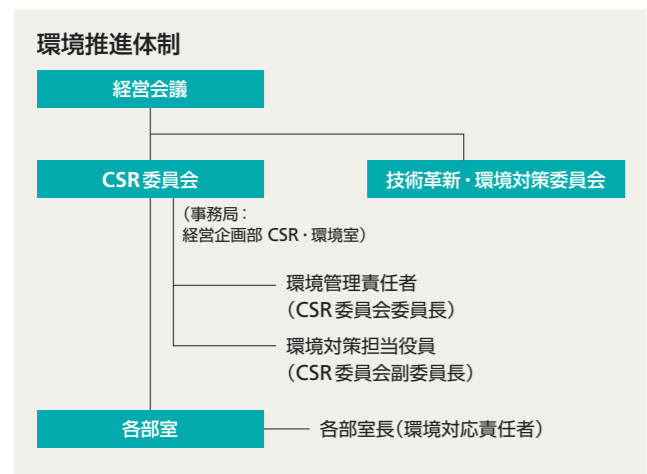 環境推進体制
経営会議
CSR委員会
技術革新・環境対策委員会
（事務局：
経営企画部 CSR・環境室）
環境管理責任者
（CSR委員会委員長）
環境対策担当役員
（CSR委員会副委員長）
各部室
各部室長（環境対応責任者）